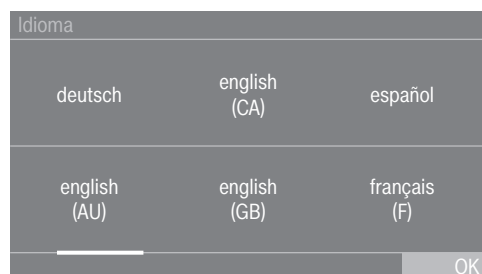 Idioma
deutsch
english
(CA)
español
english
(AU)
english
(GB)
français
(F)
OK